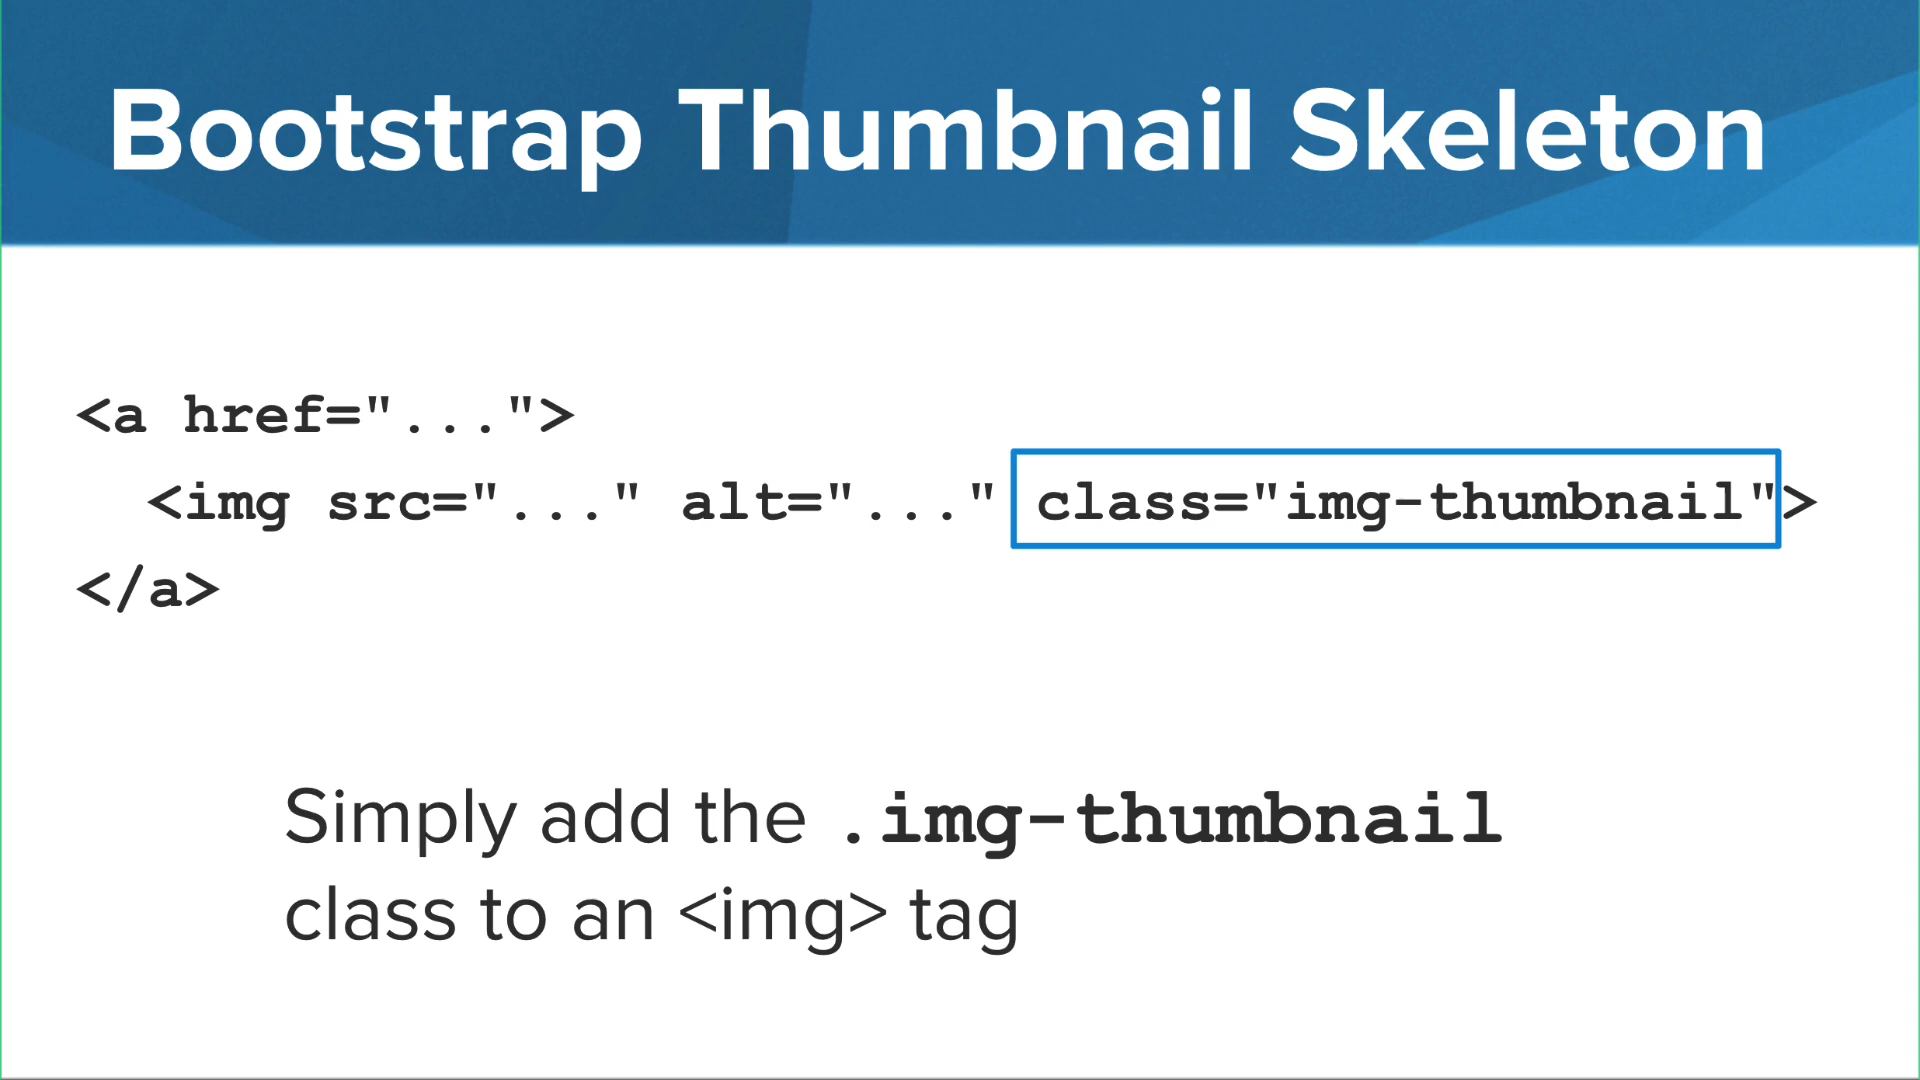 Bootstrap Thumbnail Skeleton
<a href="...">
<img src="..." alt="..." class="img-thumbnail">
</a>
Simply add the .img-thumbnail
class to an <img> tag